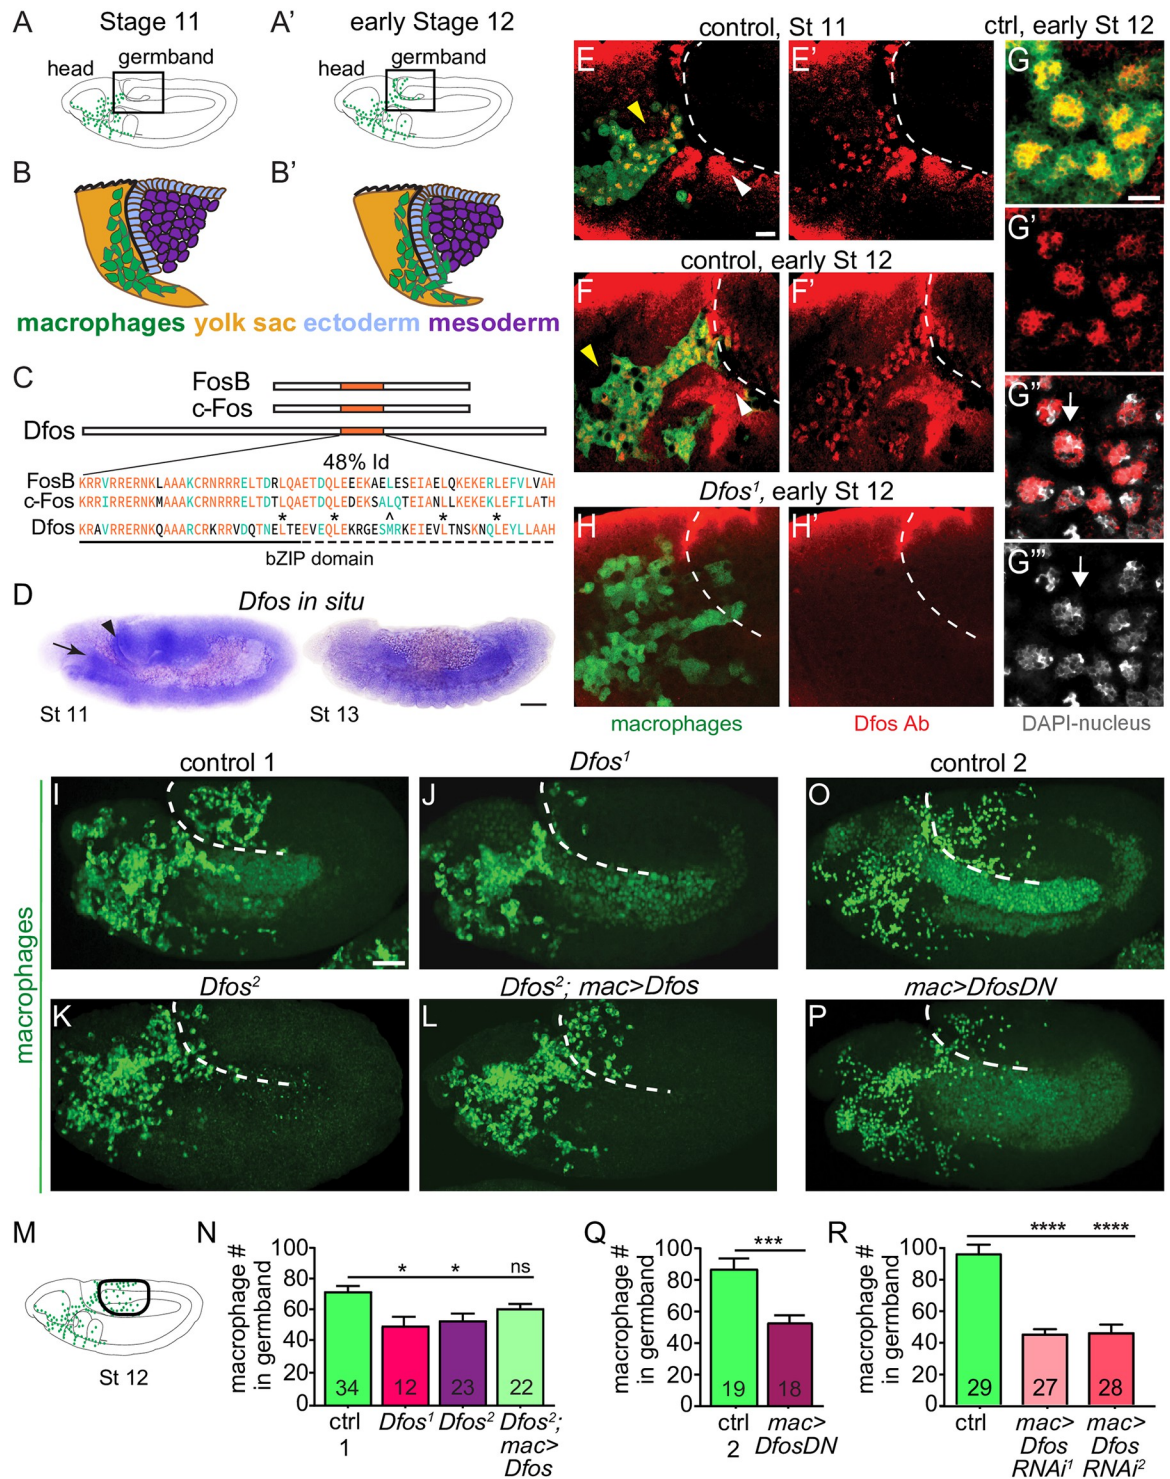 A Stage 11 A' early Stage 12
head germband head germband
B B'
macrophages yolk sac ectoderm mesoderm
C
FosB
c-Fos
Dfos
48% Id
FosB KRRVRRERNKLAAAKCRNRRRELTDRLQAETDQLEEEKAELESEIAELQKEKERLEFVLVAH
c-Fos KRRIRRERNKMAAAKCRNRRRELTDTLQAETDQLEDEKSALQTEIANLLKEKEKLEFILATH
* * ^ * *
Dfos KRAVRRERNKQAAARCRKRRVDQTNELTEEVEQLEKRGESMRKEIEVLTNSKNQLEYLLAAH
bZIP domain
D Dfos in situ
St 11 St 13
control, St 11 ctrl, early St 12
E E' G
control, early St 12
F F' G'
G''
Dfos1, early St 12
H H' G'''
macrophages Dfos Ab DAPI-nucleus
control 1 Dfos1 control 2
I J O
macrophages
Dfos2 Dfos2; mac>Dfos mac>DfosDN
K L P
M
St 12
N
macrophage #
in germband
100
80
60
40
20
0
* * ns
34 12 23 22
ctrl
1
Dfos1
Dfos2
Dfos2;
mac>
Dfos
Q
macrophage #
in germband
100
80
60
40
20
0
***
19 18
ctrl
2
mac>
DfosDN
R
macrophage #
in germband
100
80
60
40
20
0
**** ****
29 27 28
ctrl
mac>
Dfos
RNAi1
mac>
Dfos
RNAi2